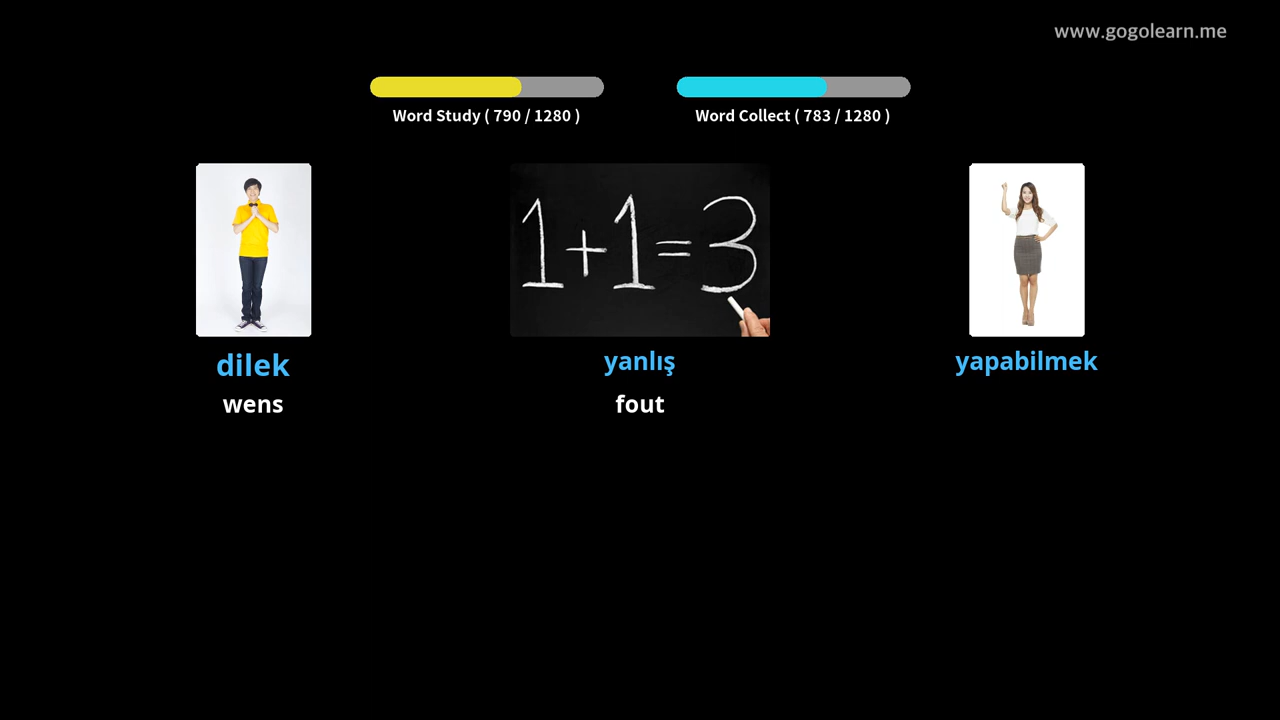 www.gogolearn.me
Word Study ( 790 / 1280 )
Word Collect ( 783 / 1280 )
1+1=3
dilek
yanlış
yapabilmek
wens
fout